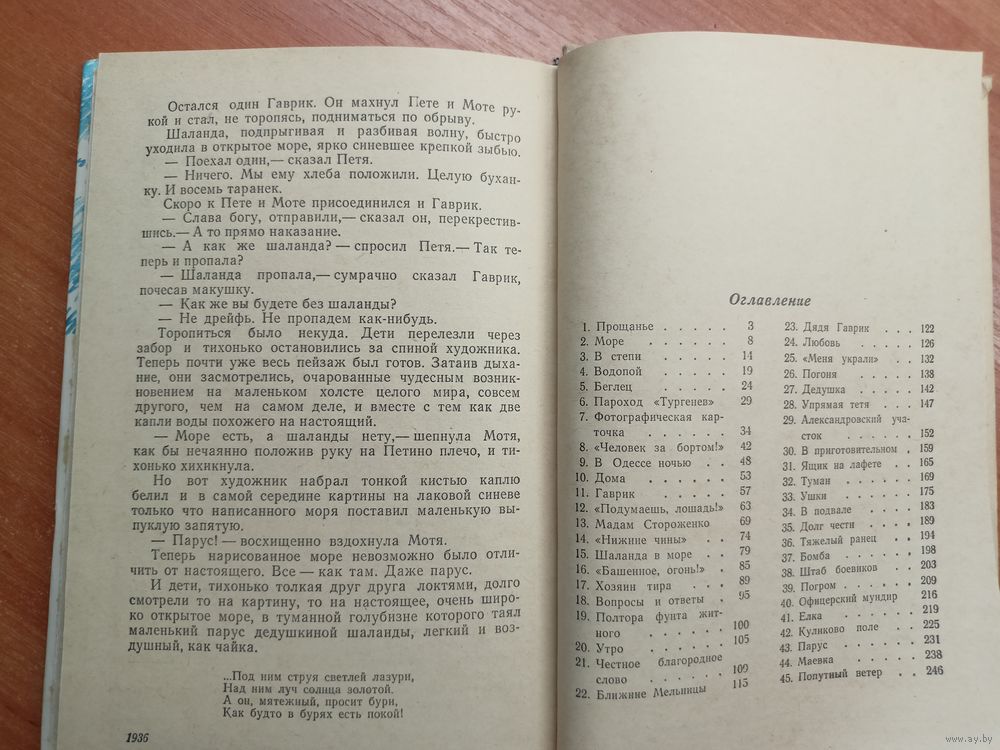 Остался один Гаврик. Он махнул Пете и Моте ру-
кой и стал, не торопясь, подниматься по обрыву.
Шаланда, подпрыгивая и разбивая волну, быстро
уходила в открытое море, ярко синевшее крепкой зыбью.
— Поехал один,— сказал Петя.
— Ничего. Мы ему хлеба положили. Целую бухан-
ку. И восемь таранек.
Скоро к Пете и Моте присоединился и Гаврик.
— Слава богу, отправили,— сказал он, перекрестив-
шись.— А то прямо наказание.
— А как же шаланда? — спросил Петя.— Так те-
перь и пропала?
— Шаланда пропала,— сумрачно сказал Гаврик,
почесав макушку.
— Как же вы будете без шаланды?
— Не дрейфь. Не пропадем как-нибудь.
Торопиться было некуда. Дети перелезли через
забор и тихонько остановились за спиной художника.
Теперь почти уже весь пейзаж был готов. Затаив дыха-
ние, они засмотрелись, очарованные чудесным возник-
новением на маленьком холсте целого мира, совсем
другого, чем на самом деле, и вместе с тем как две
капли воды похожего на настоящий.
— Море есть, а шаланды нету,— шепнула Мотя,
как бы нечаянно положив руку на Петино плечо, и ти-
хонько хихикнула.
Но вот художник набрал тонкой кистью каплю
белил и в самой середине картины на лаковой синеве
только что написанного моря поставил маленькую вы-
пуклую запятую.
— Парус! — восхищенно вздохнула Мотя.
Теперь нарисованное море невозможно было отли-
чить от настоящего. Все — как там. Даже парус.
И дети, тихонько толкая друг друга локтями, долго
смотрели то на картину, то на настоящее, очень широ-
ко открытое море, в туманной голубизне которого таял
маленький парус дедушкиной шаланды, легкий и воз-
душный, как чайка.
...Под ним струя светлей лазури,
Над ним луч солнца золотой.
А он, мятежный, просит бури,
Как будто в бурях есть покой!
1936
Оглавление
1. Прощанье . . . . . 3
2. Море . . . . . . 8
3. В степи . . . . . 14
4. Водопой . . . . . 19
5. Беглец . . . . . 24
6. Пароход «Тургенев» 29
7. Фотографическая кар-
точка . . . . . . 34
8. «Человек за бортом!» 42
9. В Одессе ночью . . 48
10. Дома . . . . . . 53
11. Гаврик . . . . . 57
12. «Подумаешь, лошадь!» 63
13. Мадам Стороженко 69
14. «Нижние чины» . . 74
15. Шаланда в море . . 79
16. «Башенное, огонь!» . 85
17. Хозяин тира . . . 89
18. Вопросы и ответы . 95
19. Полтора фунта жит-
ного . . . . . . 100
20. Утро . . . . . . 105
21. Честное благородное
слово . . . . . . 109
22. Ближние Мельницы 115
23. Дядя Гаврик . . . 122
24. Любовь . . . . . 126
25. «Меня украли» . . . 132
26. Погоня . . . . . 138
27. Дедушка . . . . . 142
28. Упрямая тетя . . . 147
29. Александровский уча-
сток . . . . . . 152
30. В приготовительном . 159
31. Ящик на лафете . . 165
32. Туман . . . . . . 169
33. Ушки . . . . . . 175
34. В подвале . . . . 183
35. Долг чести . . . . 189
36. Тяжелый ранец . . 194
37. Бомба . . . . . . 198
38. Штаб боевиков . . 203
39. Погром . . . . . 209
40. Офицерский мундир 216
41. Елка . . . . . . 219
42. Куликово поле . . 225
43. Парус . . . . . . 231
44. Маевка . . . . . 238
45. Попутный ветер . . 246
www.ay.by